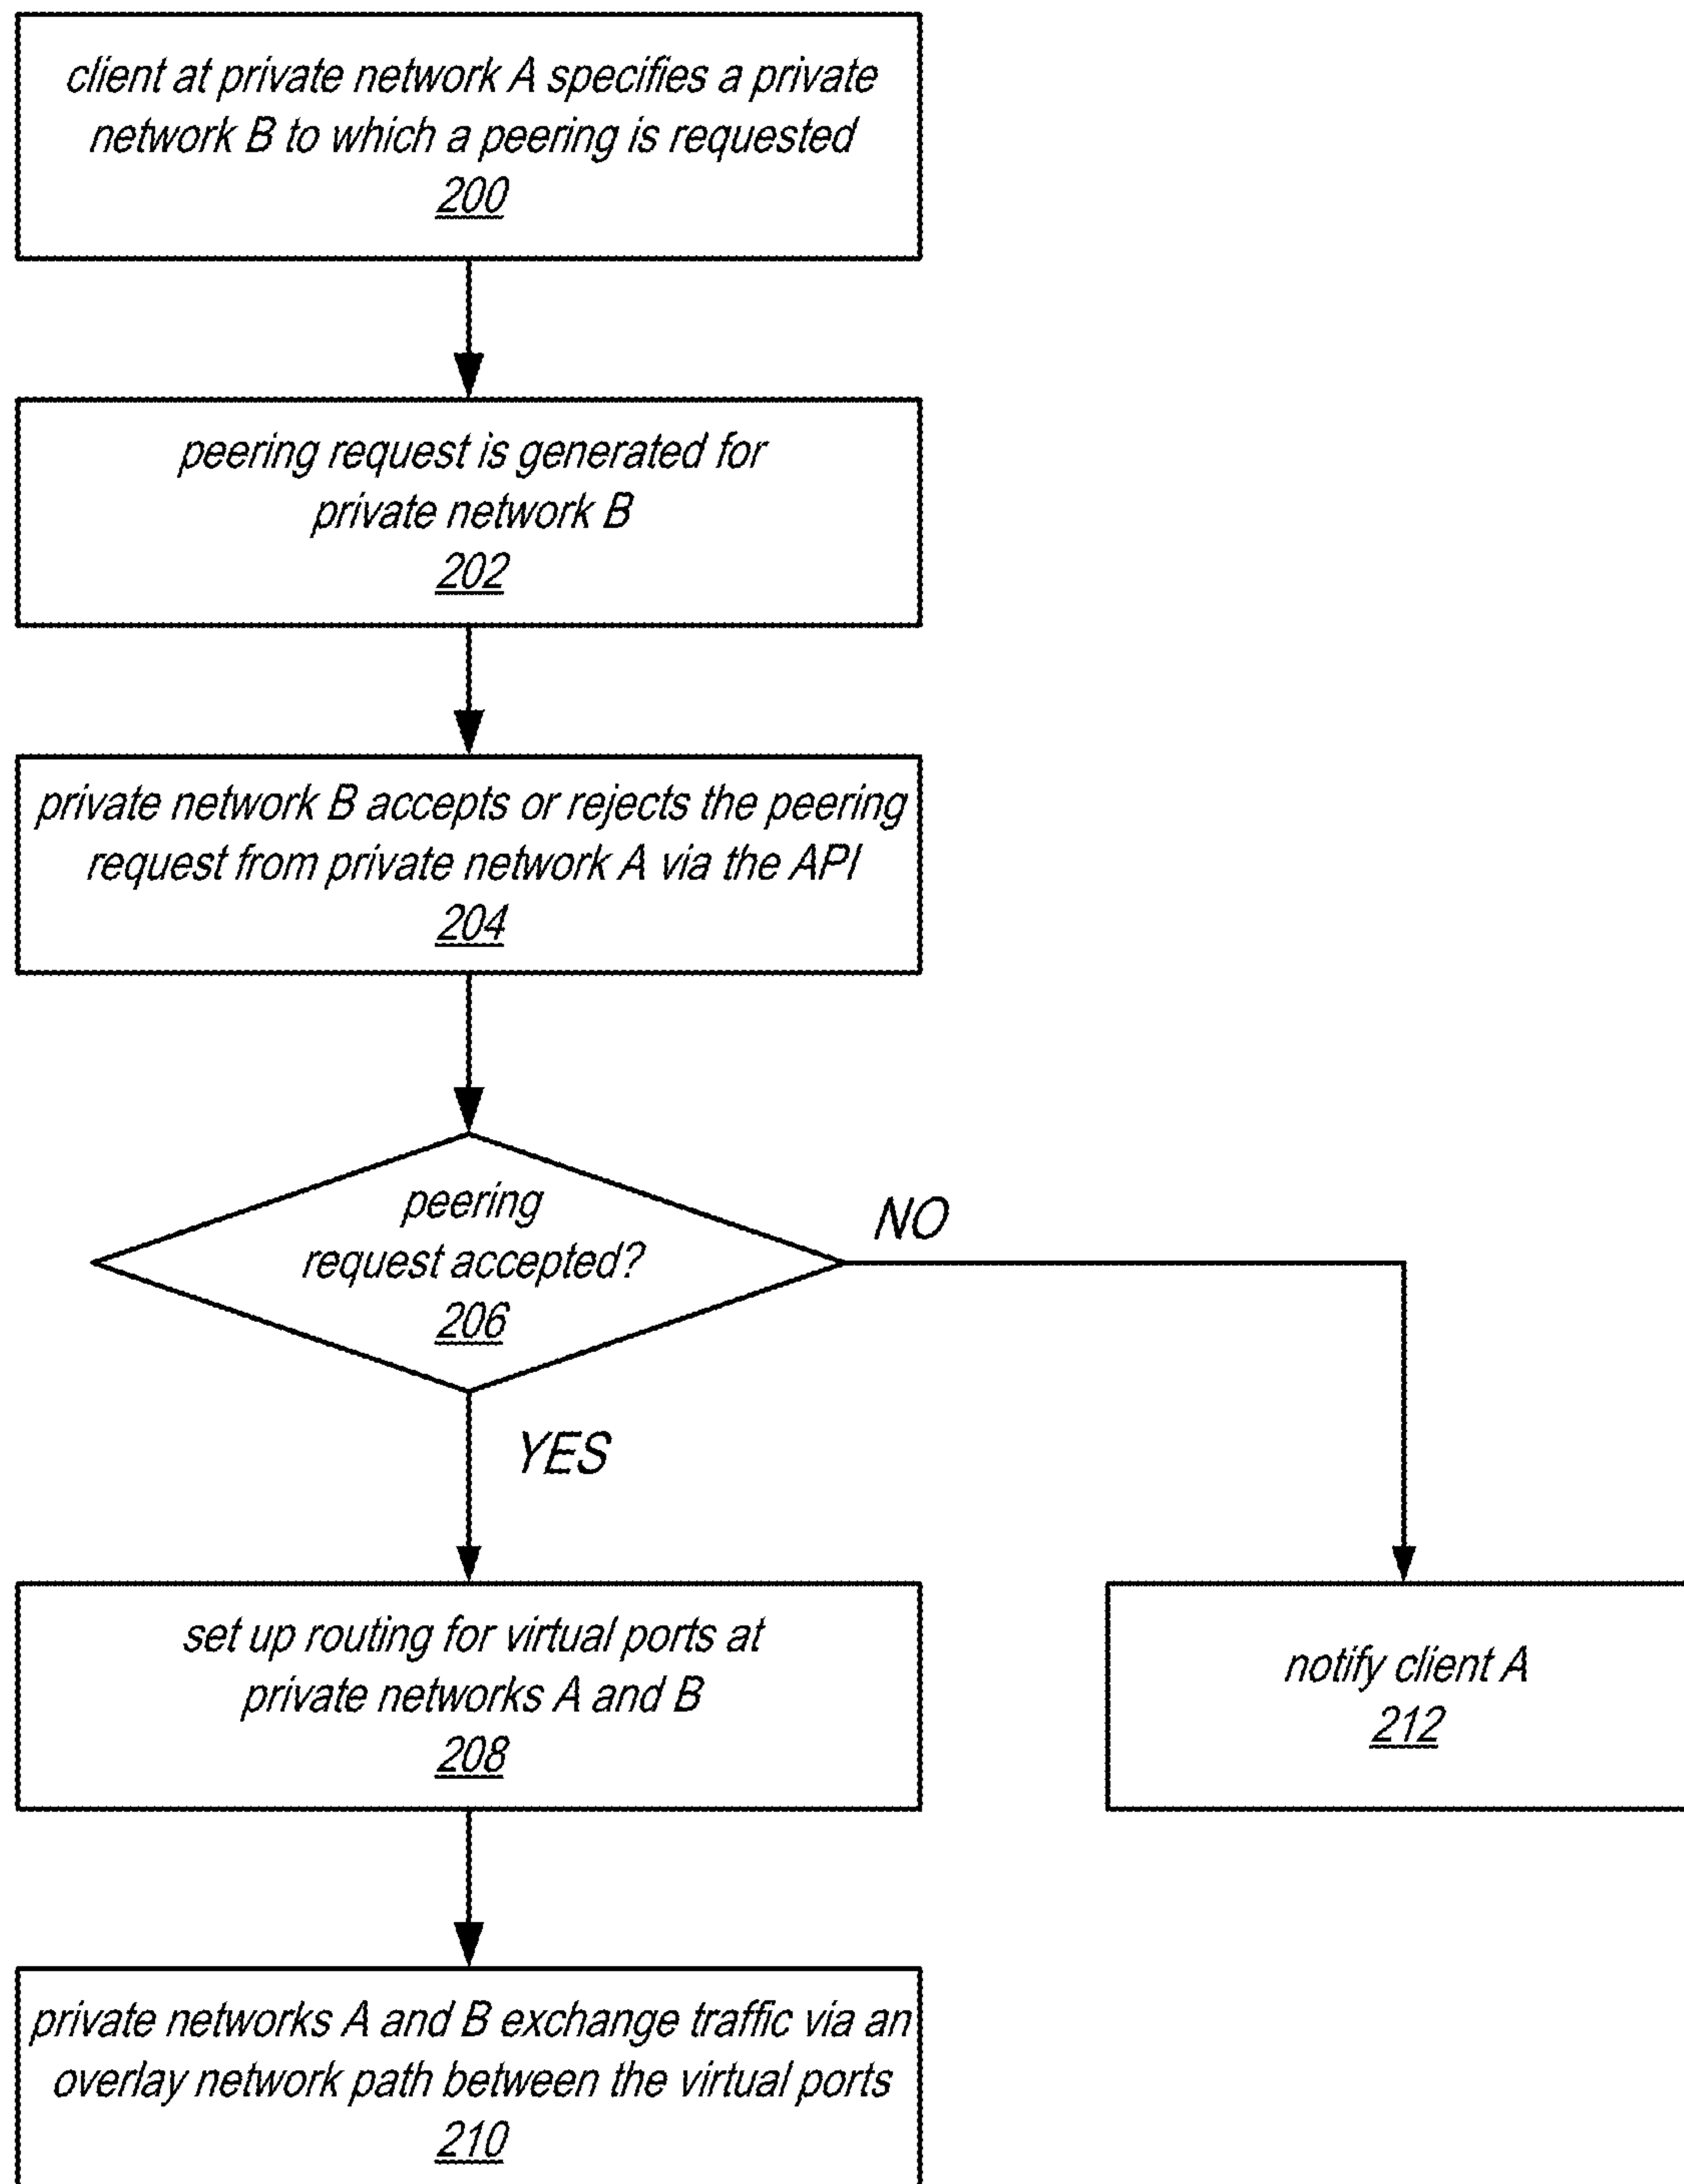 client at private network A specifies a private
network B to which a peering is requested
200
peering request is generated for
private network B
202
private network B accepts or rejects the peering
request from private network A via the API
204
peering
request accepted?
206
NO
YES
set up routing for virtual ports at
private networks A and B
208
notify client A
212
private networks A and B exchange traffic via an
overlay network path between the virtual ports
210